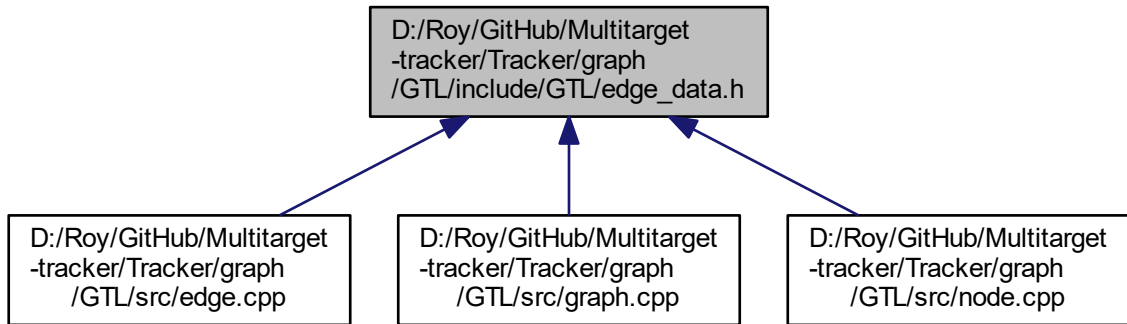 D:/Roy/GitHub/Multitarget
-tracker/Tracker/graph
/GTL/include/GTL/edge_data.h
D:/Roy/GitHub/Multitarget
-tracker/Tracker/graph
/GTL/src/edge.cpp
D:/Roy/GitHub/Multitarget
-tracker/Tracker/graph
/GTL/src/graph.cpp
D:/Roy/GitHub/Multitarget
-tracker/Tracker/graph
/GTL/src/node.cpp